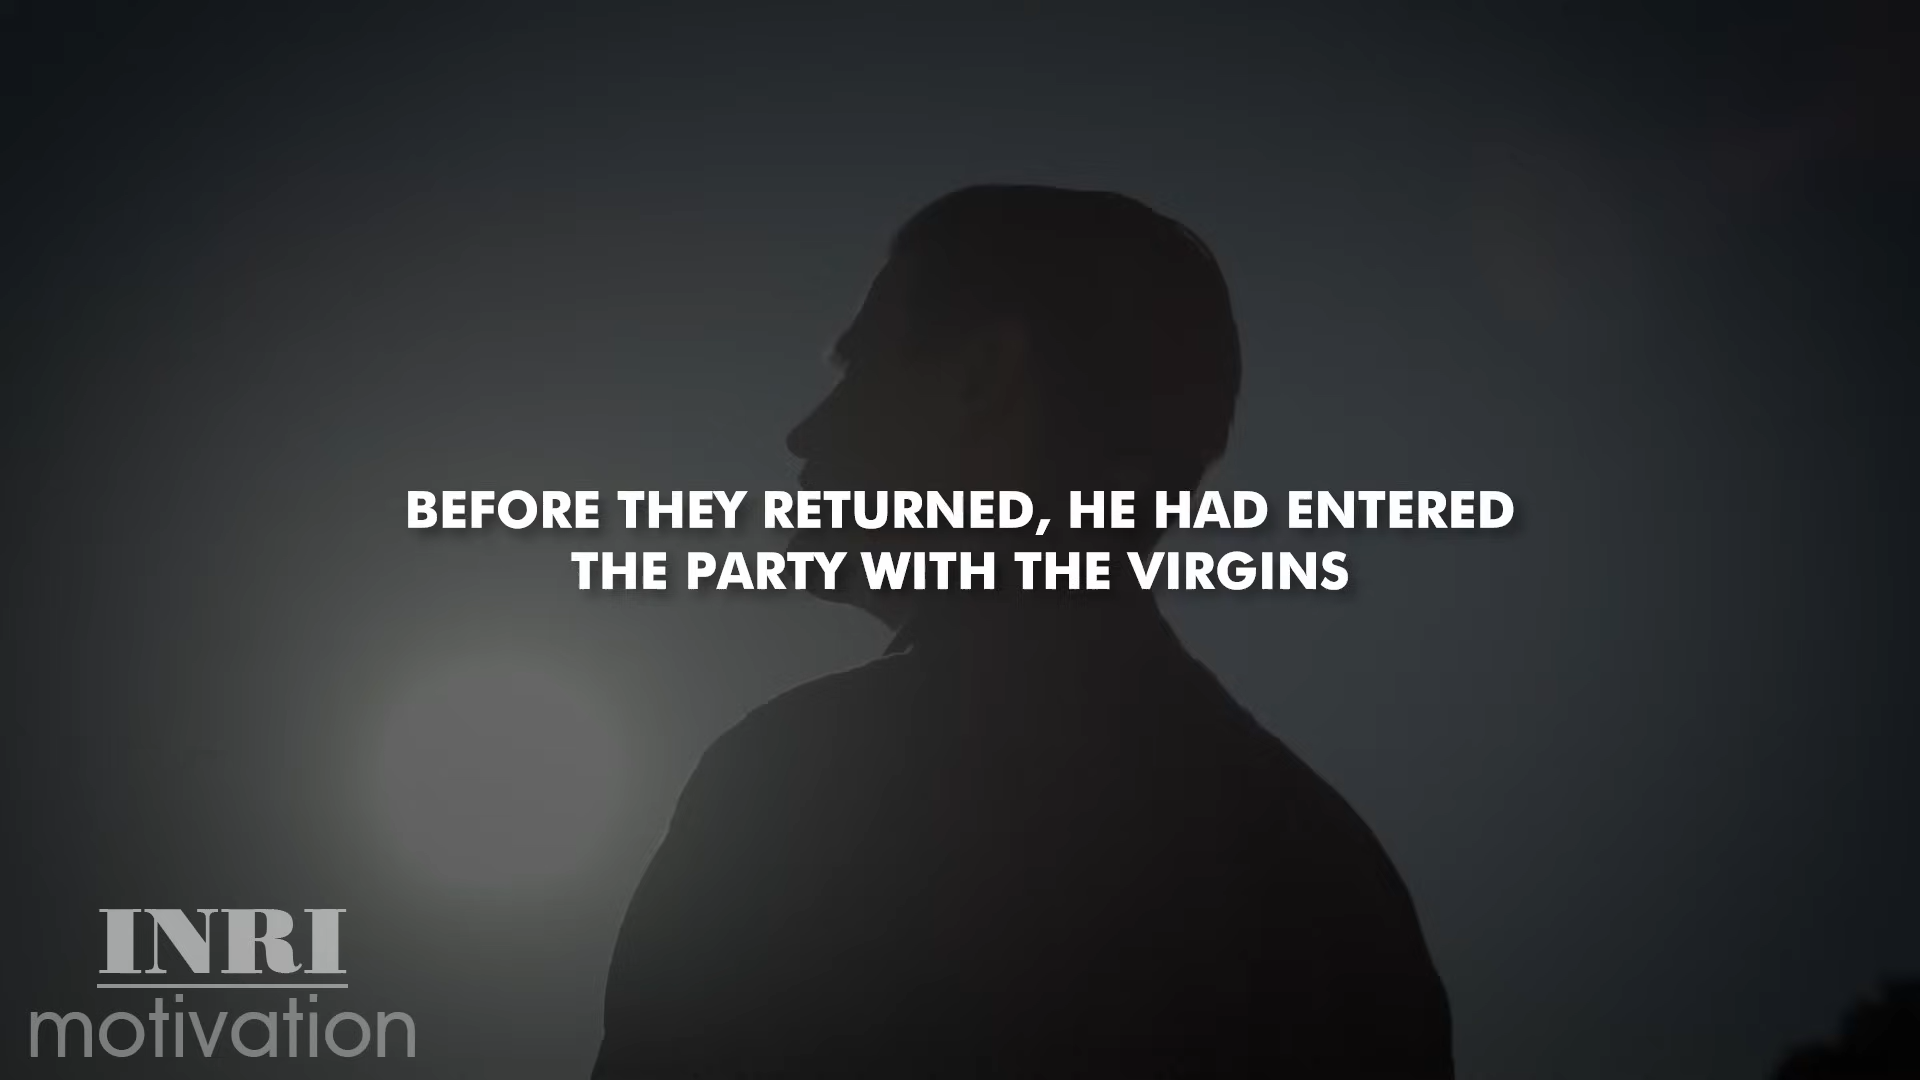 BEFORE THEY RETURNED, HE HAD ENTERED
THE PARTY WITH THE VIRGINS
INRI
motivation